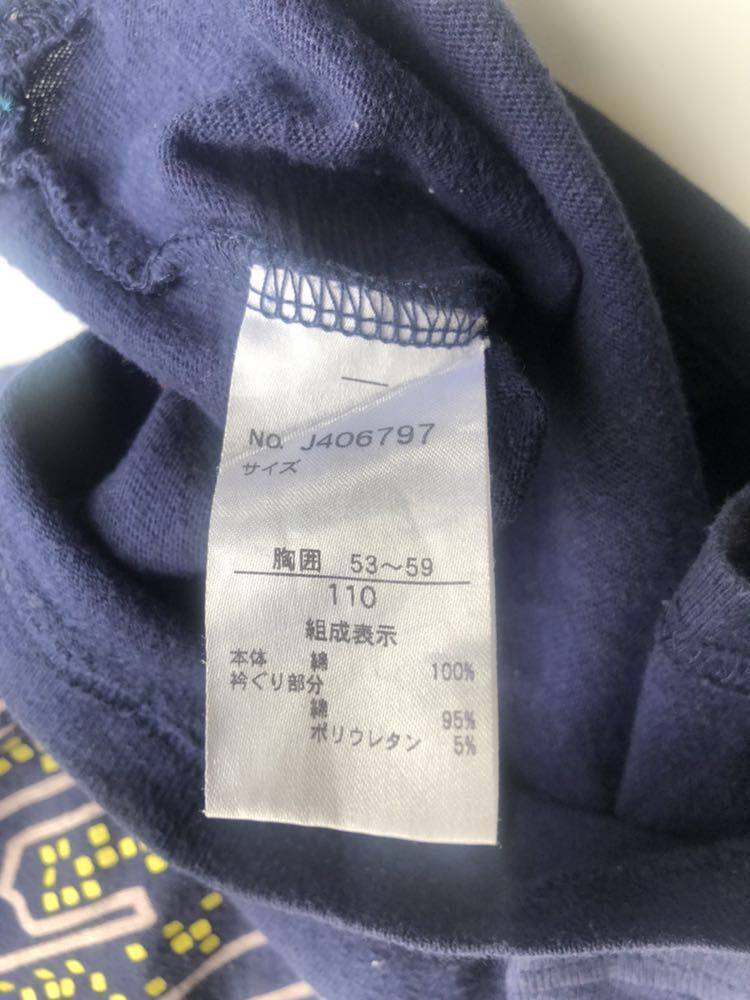 No. J406797
サイズ
胸囲 53～59
110
組成表示
本体 綿 100%
衿ぐり部分
綿 95%
ポリウレタン 5%